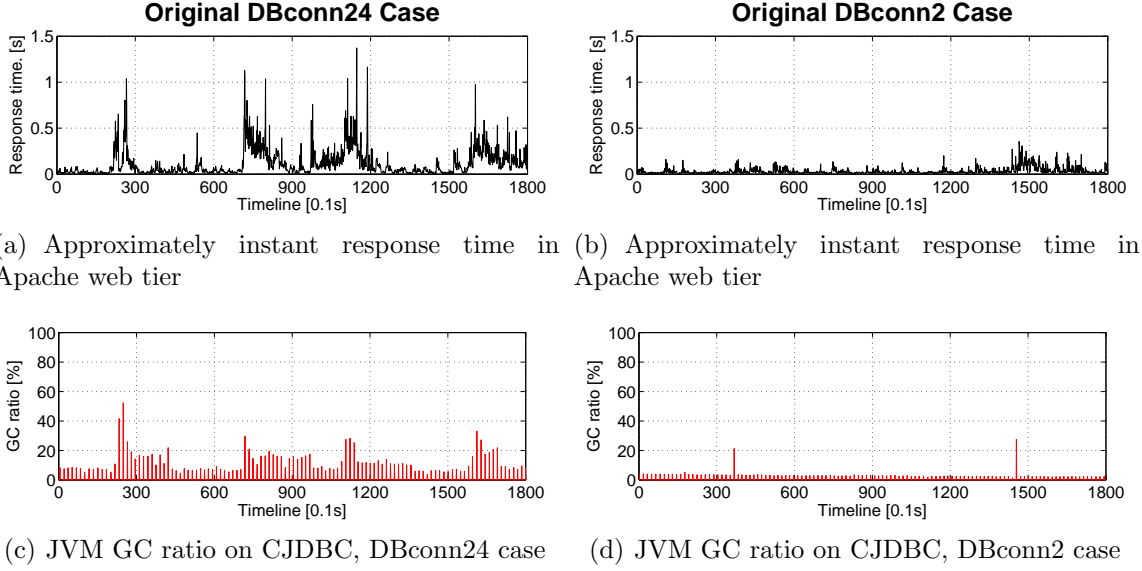 Original DBconn24 Case
Original DBconn2 Case
Response time. [s]
1.5
1
0.5
0
0 300 600 900 1200 1500 1800
Timeline [0.1s]
Response time. [s]
1.5
1
0.5
0
0 300 600 900 1200 1500 1800
Timeline [0.1s]
(a) Approximately instant response time in
Apache web tier
(b) Approximately instant response time in
Apache web tier
GC ratio [%]
100
80
60
40
20
0
0 300 600 900 1200 1500 1800
Timeline [0.1s]
GC ratio [%]
100
80
60
40
20
0
0 300 600 900 1200 1500 1800
Timeline [0.1s]
(c) JVM GC ratio on CJDBC, DBconn24 case
(d) JVM GC ratio on CJDBC, DBconn2 case